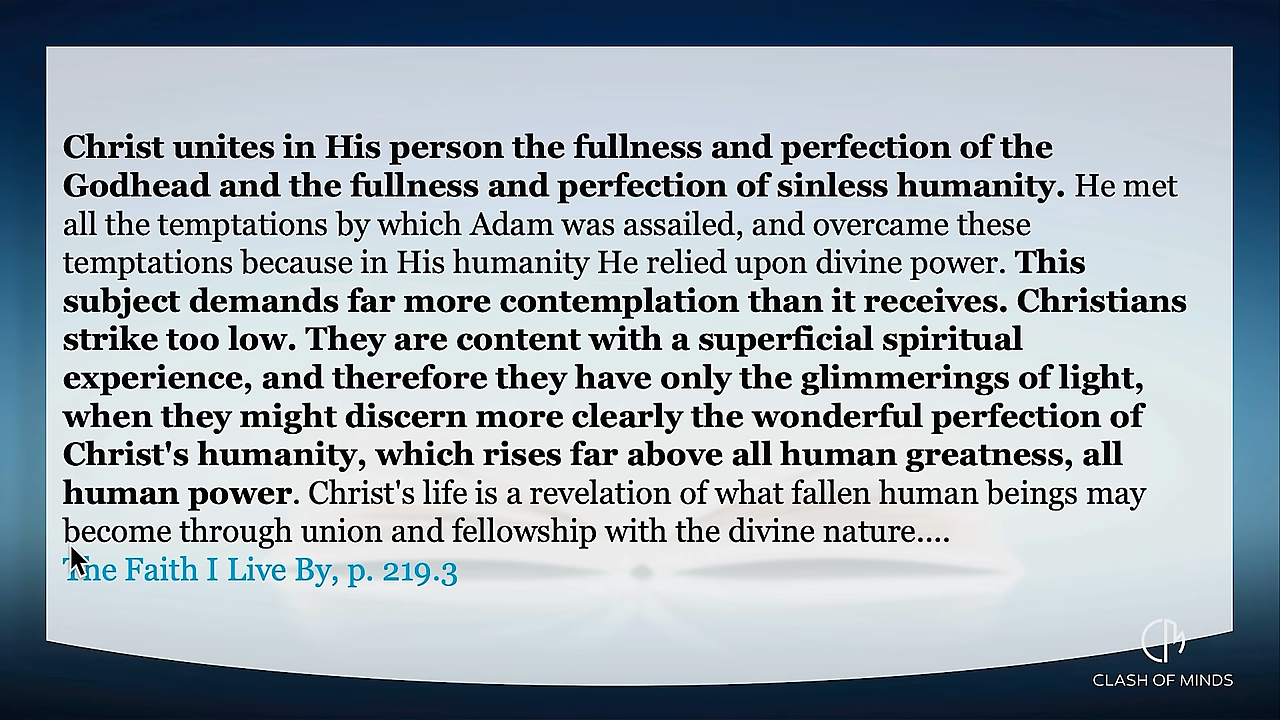 Christ unites in His person the fullness and perfection of the
Godhead and the fullness and perfection of sinless humanity. He met
all the temptations by which Adam was assailed, and overcame these
temptations because in His humanity He relied upon divine power. This
subject demands far more contemplation than it receives. Christians
strike too low. They are content with a superficial spiritual
experience, and therefore they have only the glimmerings of light,
when they might discern more clearly the wonderful perfection of
Christ's humanity, which rises far above all human greatness, all
human power. Christ's life is a revelation of what fallen human beings may
become through union and fellowship with the divine nature....
The Faith I Live By, p. 219.3
CLASH OF MINDS